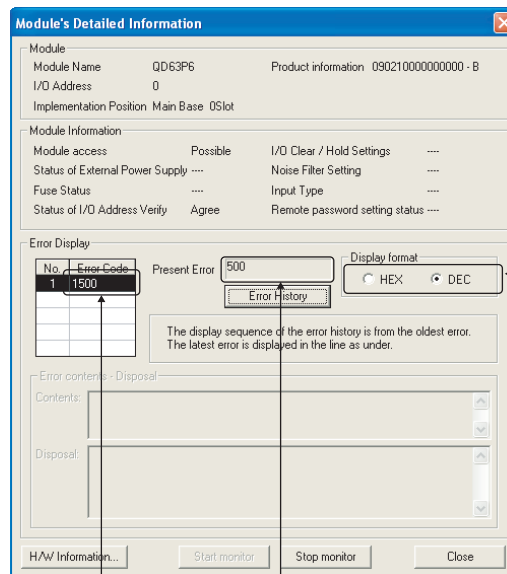 Module's Detailed Information
Module
Module Name QD63P6 Product information 090210000000000 - B
I/O Address 0
Implementation Position Main Base 0Slot
Module Information
Module access Possible I/O Clear / Hold Settings ----
Status of External Power Supply ---- Noise Filter Setting ----
Fuse Status ---- Input Type ----
Status of I/O Address Verify Agree Remote password setting status ----
Error Display
No. Error Code
1 1500
Present Error 500
Display format
HEX DEC
Error History
The display sequence of the error history is from the oldest error.
The latest error is displayed in the line as under.
Error contents - Disposal
Contents:
Disposal:
H/W Information... Start monitor Stop monitor Close